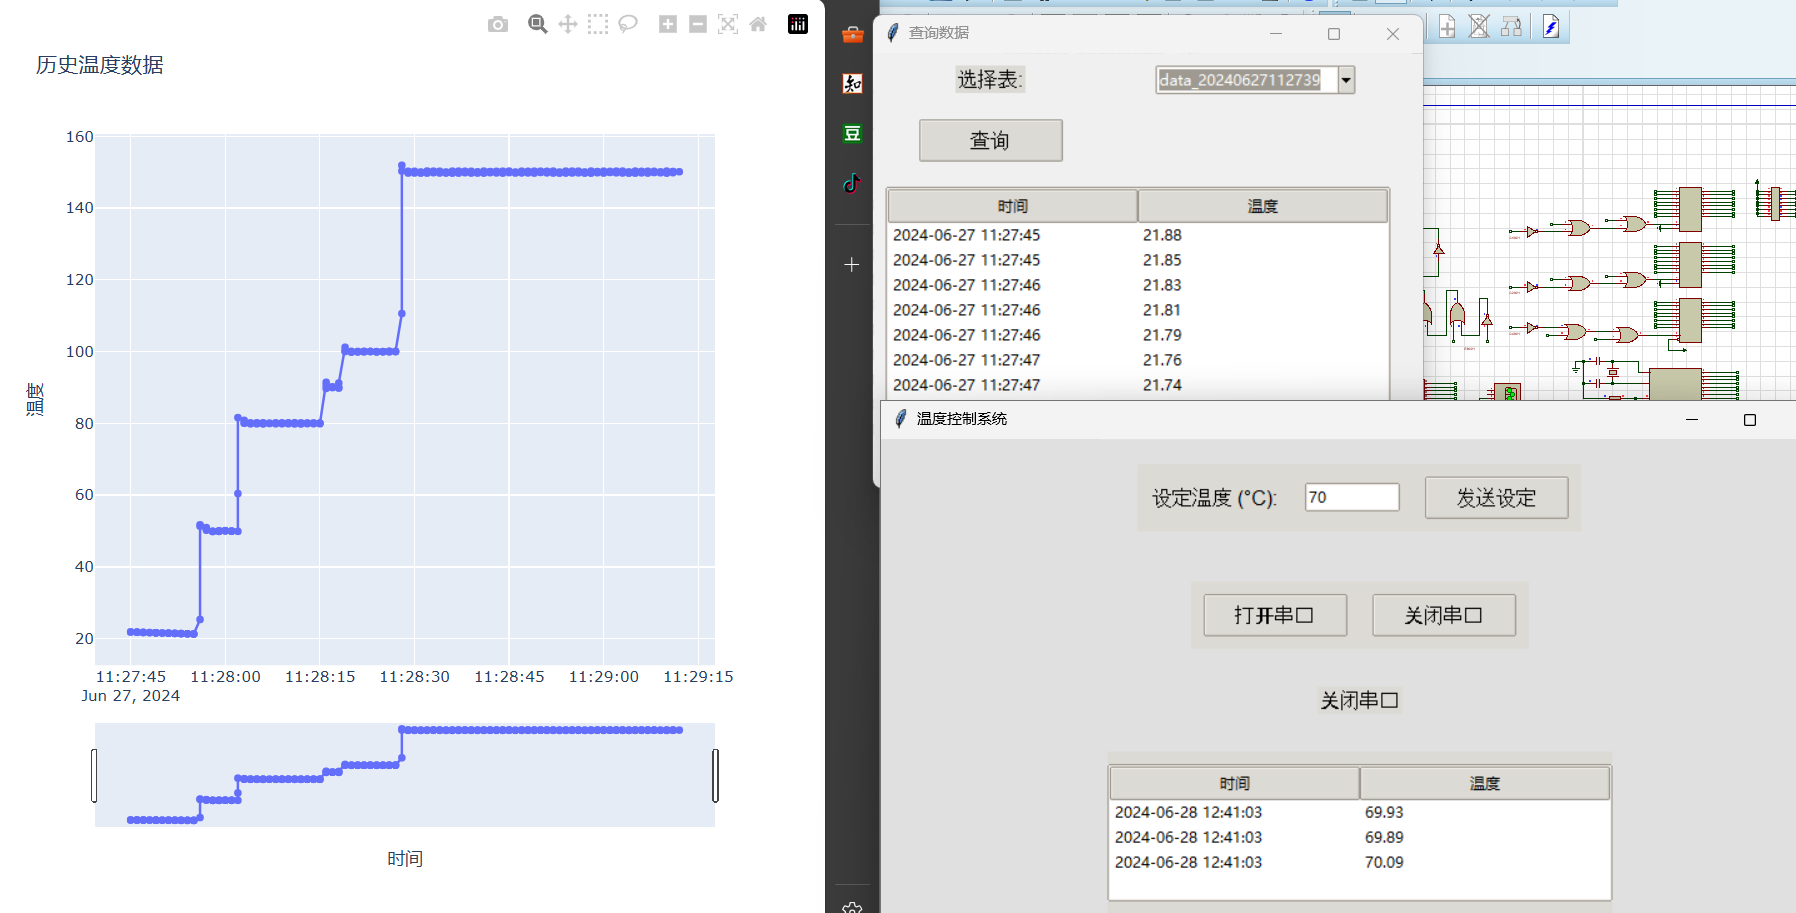 历史温度数据
160
140
120
100
80
60
40
20
温度
11:27:45 11:28:00 11:28:15 11:28:30 11:28:45 11:29:00 11:29:15
Jun 27, 2024
时间
知
豆
查询数据
选择表:
data_20240627112739
查询
时间 温度
2024-06-27 11:27:45 21.88
2024-06-27 11:27:45 21.85
2024-06-27 11:27:46 21.83
2024-06-27 11:27:46 21.81
2024-06-27 11:27:46 21.79
2024-06-27 11:27:47 21.76
2024-06-27 11:27:47 21.74
温度控制系统
设定温度 (°C): 70 发送设定
打开串口 关闭串口
关闭串口
时间 温度
2024-06-28 12:41:03 69.93
2024-06-28 12:41:03 69.89
2024-06-28 12:41:03 70.09